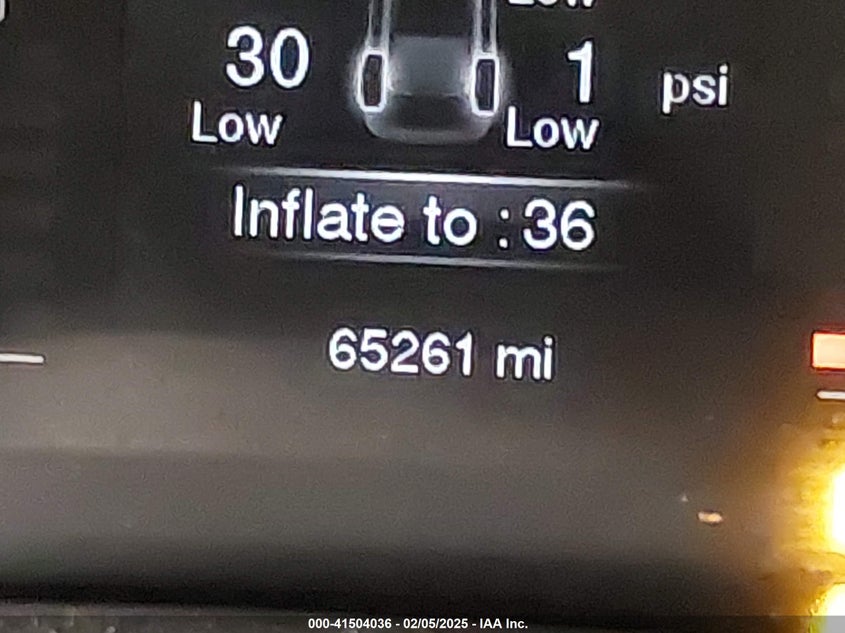 30
1
psi
Low
Low
Inflate to : 36
65261 mi
000-41504036 - 02/05/2025 - IAA Inc.